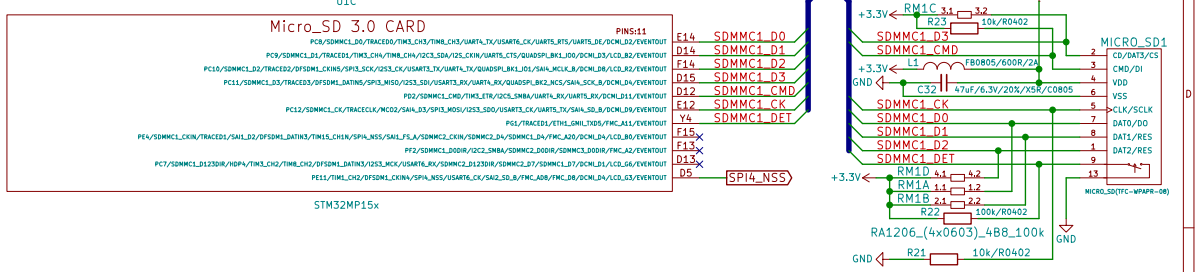 U1C
Micro_SD 3.0 CARD
PINS:11
PC8/SDMMC1_D0/TRACED0/TIM3_CH3/TIM8_CH3/UART4_TX/USART6_CK/UART5_RTS/UART5_DE/DCMI_D2/EVENTOUT E14 SDMMC1_D0
PC9/SDMMC1_D1/TRACED1/TIM3_CH4/TIM8_CH4/I2C3_SDA/I2S_CKIN/UART5_CTS/QUADSPI_BK1_IO0/DCMI_D3/LCD_B2/EVENTOUT D14 SDMMC1_D1
PC10/SDMMC1_D2/TRACED2/DFSDM1_CKIN5/SPI3_SCK/I2S3_CK/USART3_TX/UART4_TX/QUADSPI_BK1_IO1/SAI4_MCLK_B/DCMI_D8/LCD_R2/EVENTOUT F14 SDMMC1_D2
PC11/SDMMC1_D3/TRACED3/DFSDM1_DATIN5/SPI3_MISO/I2S3_SDI/USART3_RX/UART4_RX/QUADSPI_BK2_NCS/SAI4_SCK_B/DCMI_D4/EVENTOUT D15 SDMMC1_D3
PD2/SDMMC1_CMD/TIM3_ETR/I2C5_SMBA/UART4_RX/UART5_RX/DCMI_D11/EVENTOUT D12 SDMMC1_CMD
PC12/SDMMC1_CK/TRACECLK/MCO2/SAI4_D3/SPI3_MOSI/I2S3_SDO/USART3_CK/UART5_TX/SAI4_SD_B/DCMI_D9/EVENTOUT E12 SDMMC1_CK
PG1/TRACED1/ETH1_GMII_TXD5/FMC_A11/EVENTOUT Y4 SDMMC1_DET
PE4/SDMMC1_CKIN/TRACED1/SAI1_D2/DFSDM1_DATIN3/TIM15_CH1N/SPI4_NSS/SAI1_FS_A/SDMMC2_CKIN/SDMMC2_D4/SDMMC1_D4/FMC_A20/DCMI_D4/LCD_B0/EVENTOUT F15
PF2/SDMMC1_D0DIR/I2C2_SMBA/SDMMC2_D0DIR/SDMMC3_D0DIR/FMC_A2/EVENTOUT F13
PC7/SDMMC1_D123DIR/HDP4/TIM3_CH2/TIM8_CH2/DFSDM1_DATIN3/I2S3_MCK/USART6_RX/SDMMC2_D123DIR/SDMMC2_D7/SDMMC1_D7/DCMI_D1/LCD_G6/EVENTOUT D13
PE11/TIM1_CH2/DFSDM1_CKIN4/SPI4_NSS/USART6_CK/SAI2_SD_B/FMC_AD8/FMC_D8/DCMI_D4/LCD_G3/EVENTOUT D5 SPI4_NSS
STM32MP15x
RM1C 3.1 3.2
+3.3V
R23 10k/R0402
SDMMC1_D3
SDMMC1_CMD
+3.3V L1 FB0805/600R/2A
GND C32 47uF/6.3V/20%/X5R/C0805
SDMMC1_CK
SDMMC1_D0
SDMMC1_D1
SDMMC1_D2
SDMMC1_DET
MICRO_SD1
2 CD/DAT3/CS
3 CMD/DI
4 VDD
6 VSS
5 CLK/SCLK
7 DAT0/DO
8 DAT1/RES
1 DAT2/RES
9
13
MICRO_SD(TFC-WPAPR-08)
RM1D 4.1 4.2
+3.3V
RM1A 1.1 1.2
RM1B 2.1 2.2
R22 100k/R0402
RA1206_(4x0603)_4B8_100k
GND
GND R21 10k/R0402
D